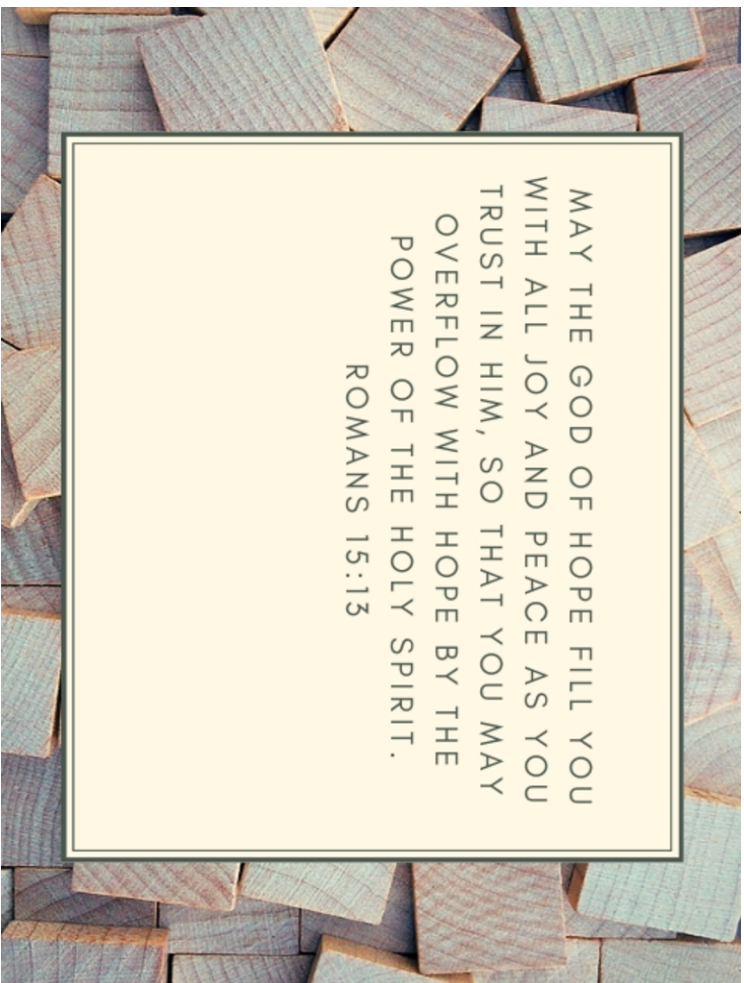 MAY THE GOD OF HOPE FILL YOU
WITH ALL JOY AND PEACE AS YOU
TRUST IN HIM, SO THAT YOU MAY
OVERFLOW WITH HOPE BY THE
POWER OF THE HOLY SPIRIT.
ROMANS 15:13